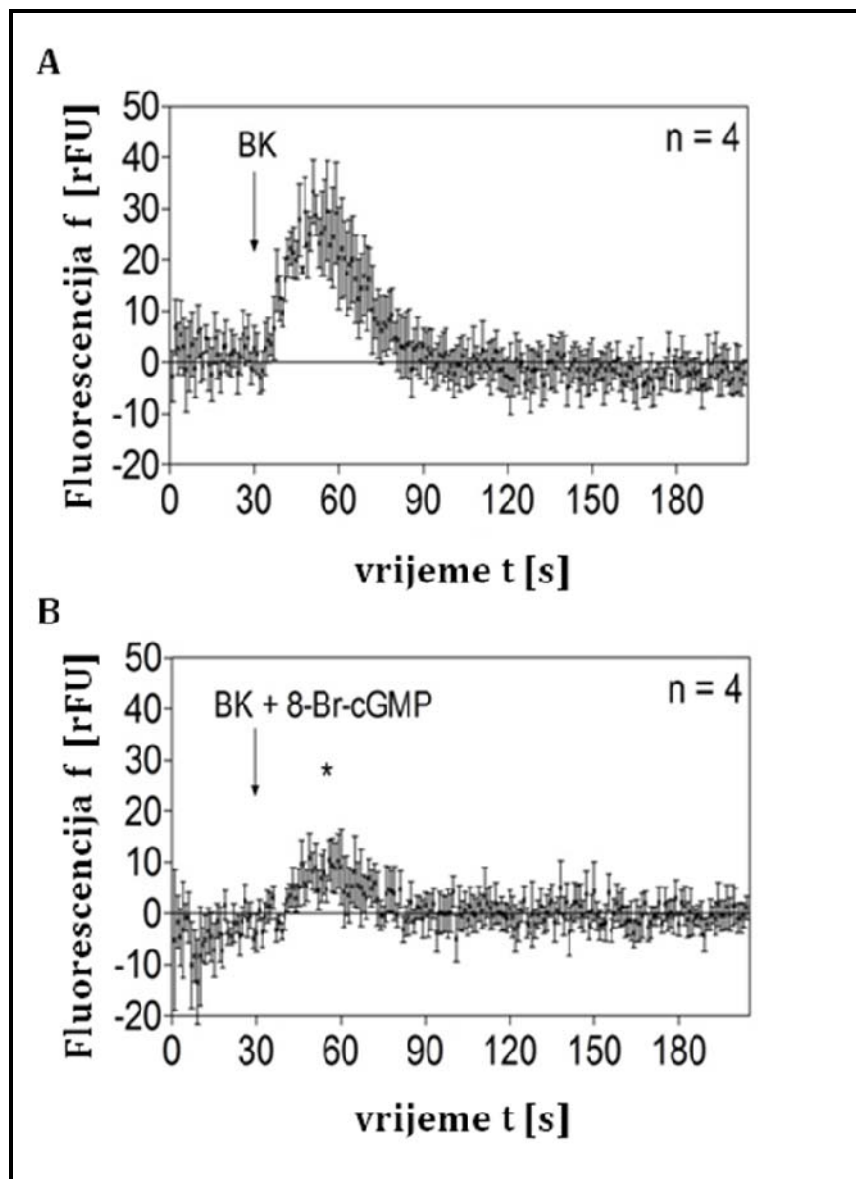 A
Fluorescencija f [rFU]
50
40
30
20
10
0
-10
-20
BK
n = 4
0 30 60 90 120 150 180
vrijeme t [s]
B
Fluorescencija f [rFU]
50
40
30
20
10
0
-10
-20
BK + 8-Br-cGMP
n = 4
*
0 30 60 90 120 150 180
vrijeme t [s]